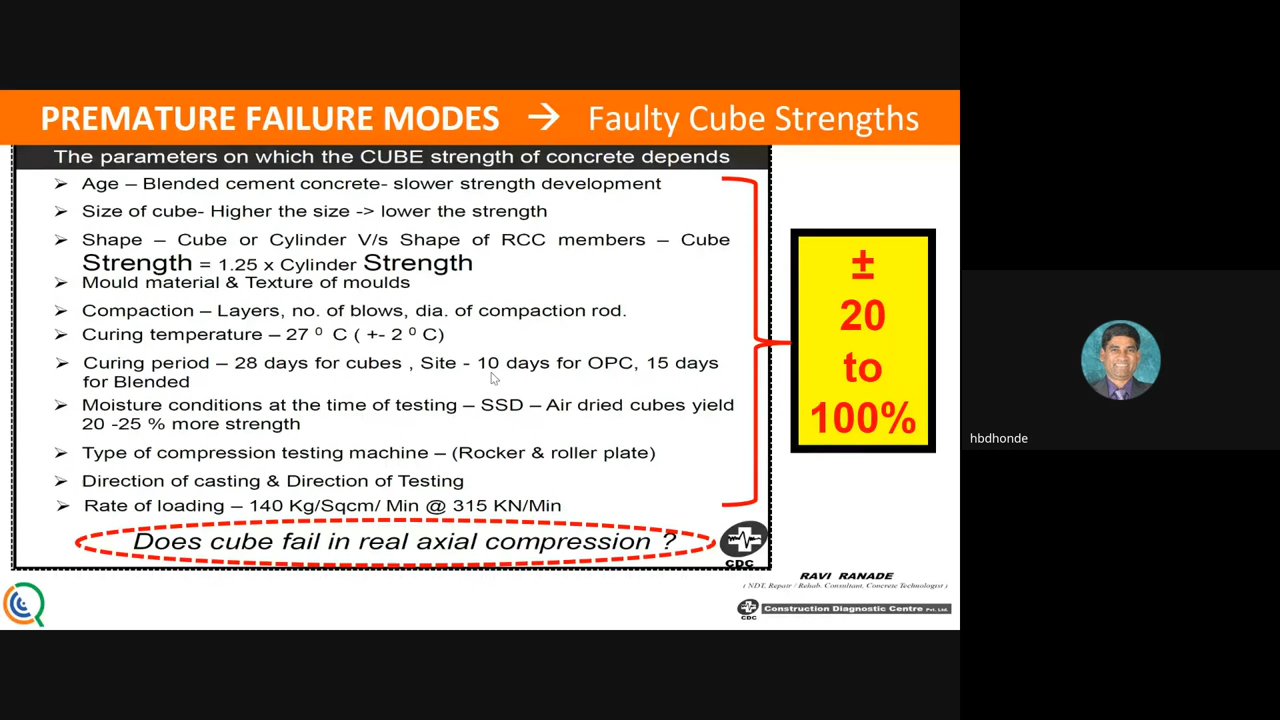 PREMATURE FAILURE MODES → Faulty Cube Strengths
The parameters on which the CUBE strength of concrete depends
➢ Age – Blended cement concrete- slower strength development
➢ Size of cube- Higher the size -> lower the strength
➢ Shape – Cube or Cylinder V/s Shape of RCC members – Cube
Strength = 1.25 x Cylinder Strength
➢ Mould material & Texture of moulds
➢ Compaction – Layers, no. of blows, dia. of compaction rod.
➢ Curing temperature – 27 ⁰ C ( +- 2 ⁰ C)
➢ Curing period – 28 days for cubes , Site - 10 days for OPC, 15 days
for Blended
➢ Moisture conditions at the time of testing – SSD – Air dried cubes yield
20 -25 % more strength
➢ Type of compression testing machine – (Rocker & roller plate)
➢ Direction of casting & Direction of Testing
➢ Rate of loading – 140 Kg/Sqcm/ Min @ 315 KN/Min
Does cube fail in real axial compression ?
CDC
±
20
to
100%
RAVI RANADE
( NDT, Repair / Rehab. Consultant, Concrete Technologist )
CDC
Construction Diagnostic Centre Pvt. Ltd.
hbdhonde